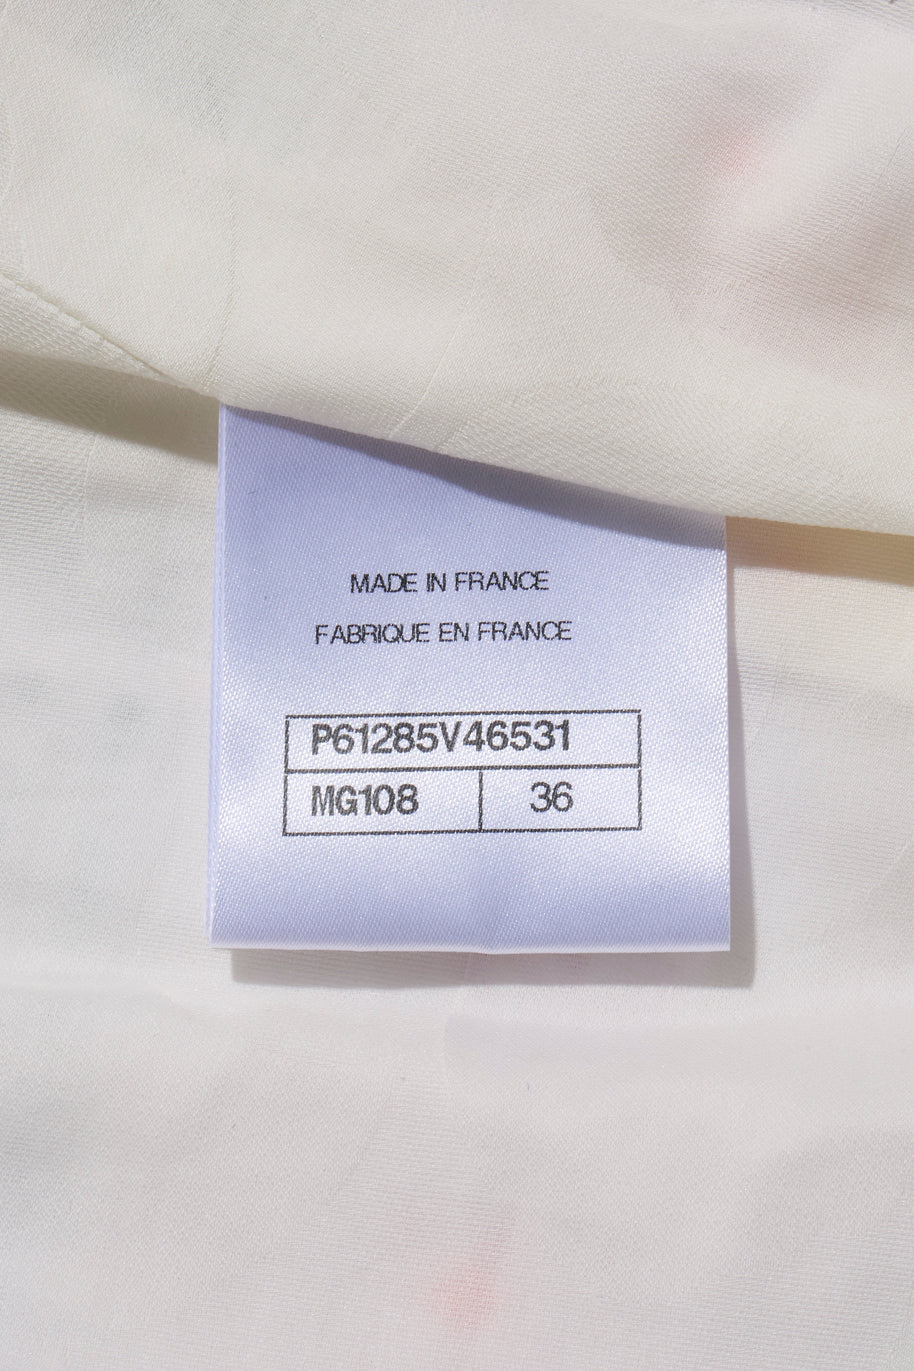 MADE IN FRANCE
FABRIQUE EN FRANCE
P61285V46531
MG108 36